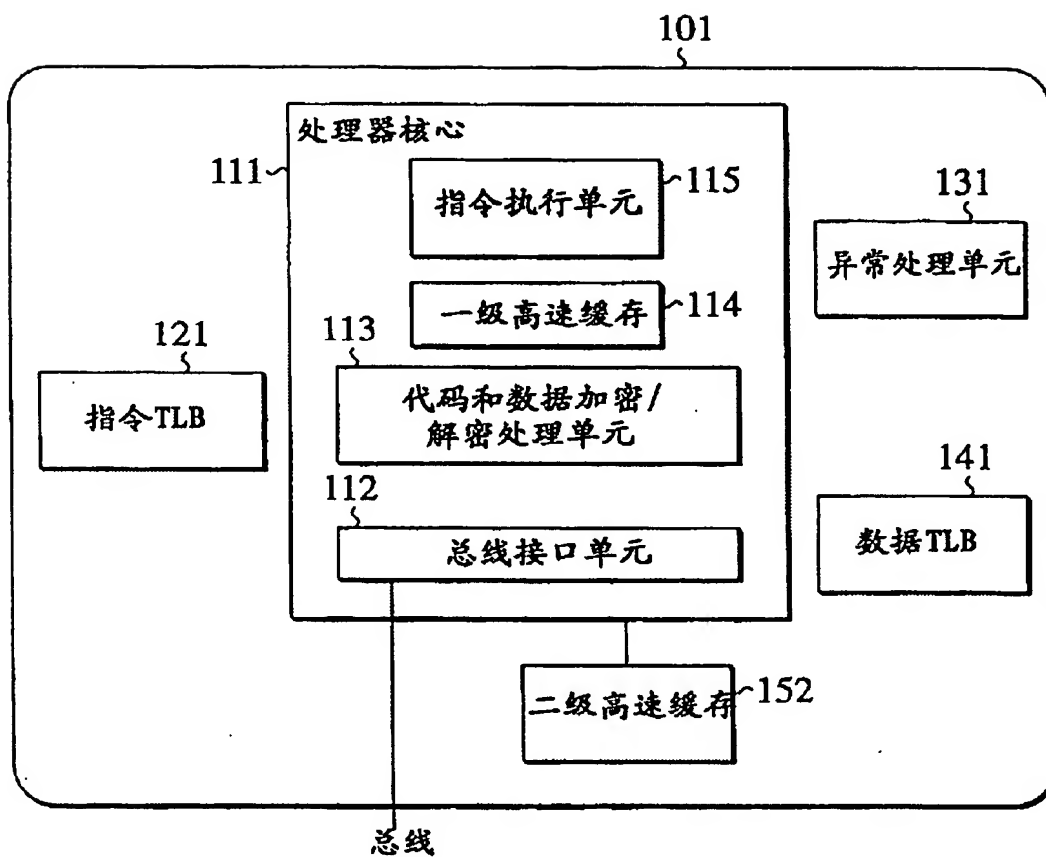 101
处理器核心
111
指令执行单元
115
131
异常处理单元
一级高速缓存
114
113
121
指令TLB
代码和数据加密/
解密处理单元
112
总线接口单元
141
数据TLB
二级高速缓存
152
总线